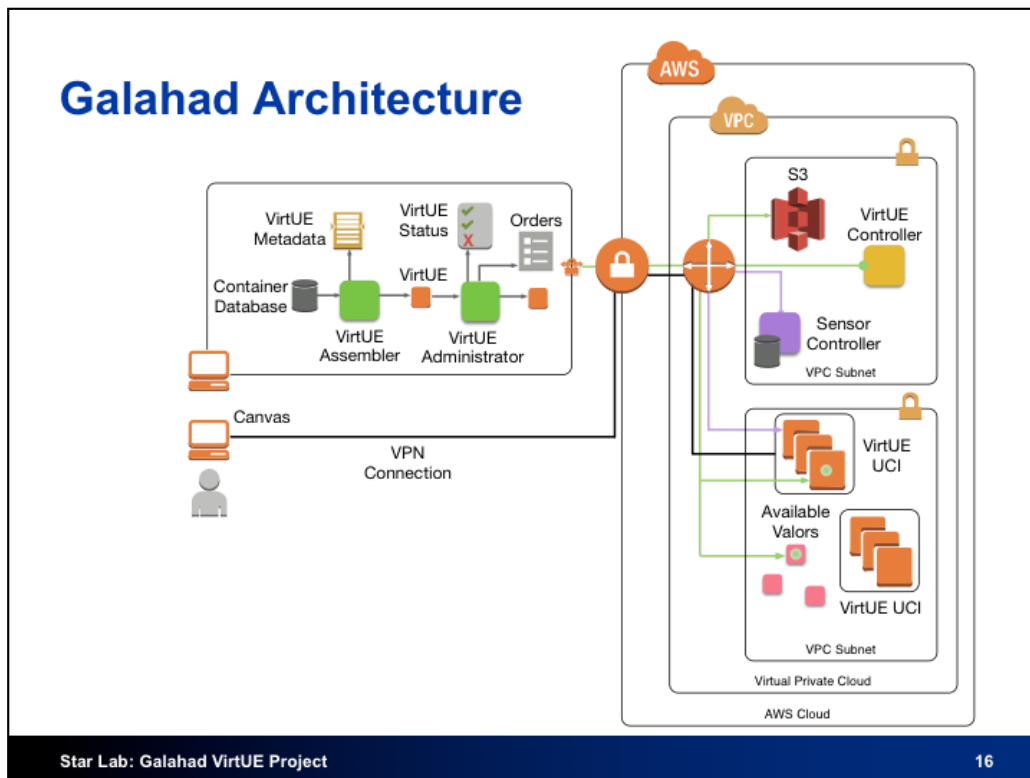 Galahad Architecture
AWS
VPC
S3
VirtUE
Controller
Sensor
Controller
VPC Subnet
VirtUE
Metadata
VirtUE
Status
Orders
Container
Database
VirtUE
VirtUE
Assembler
VirtUE
Administrator
Canvas
VPN
Connection
VirtUE
UCI
Available
Valors
VirtUE UCI
VPC Subnet
Virtual Private Cloud
AWS Cloud
Star Lab: Galahad VirtUE Project
16